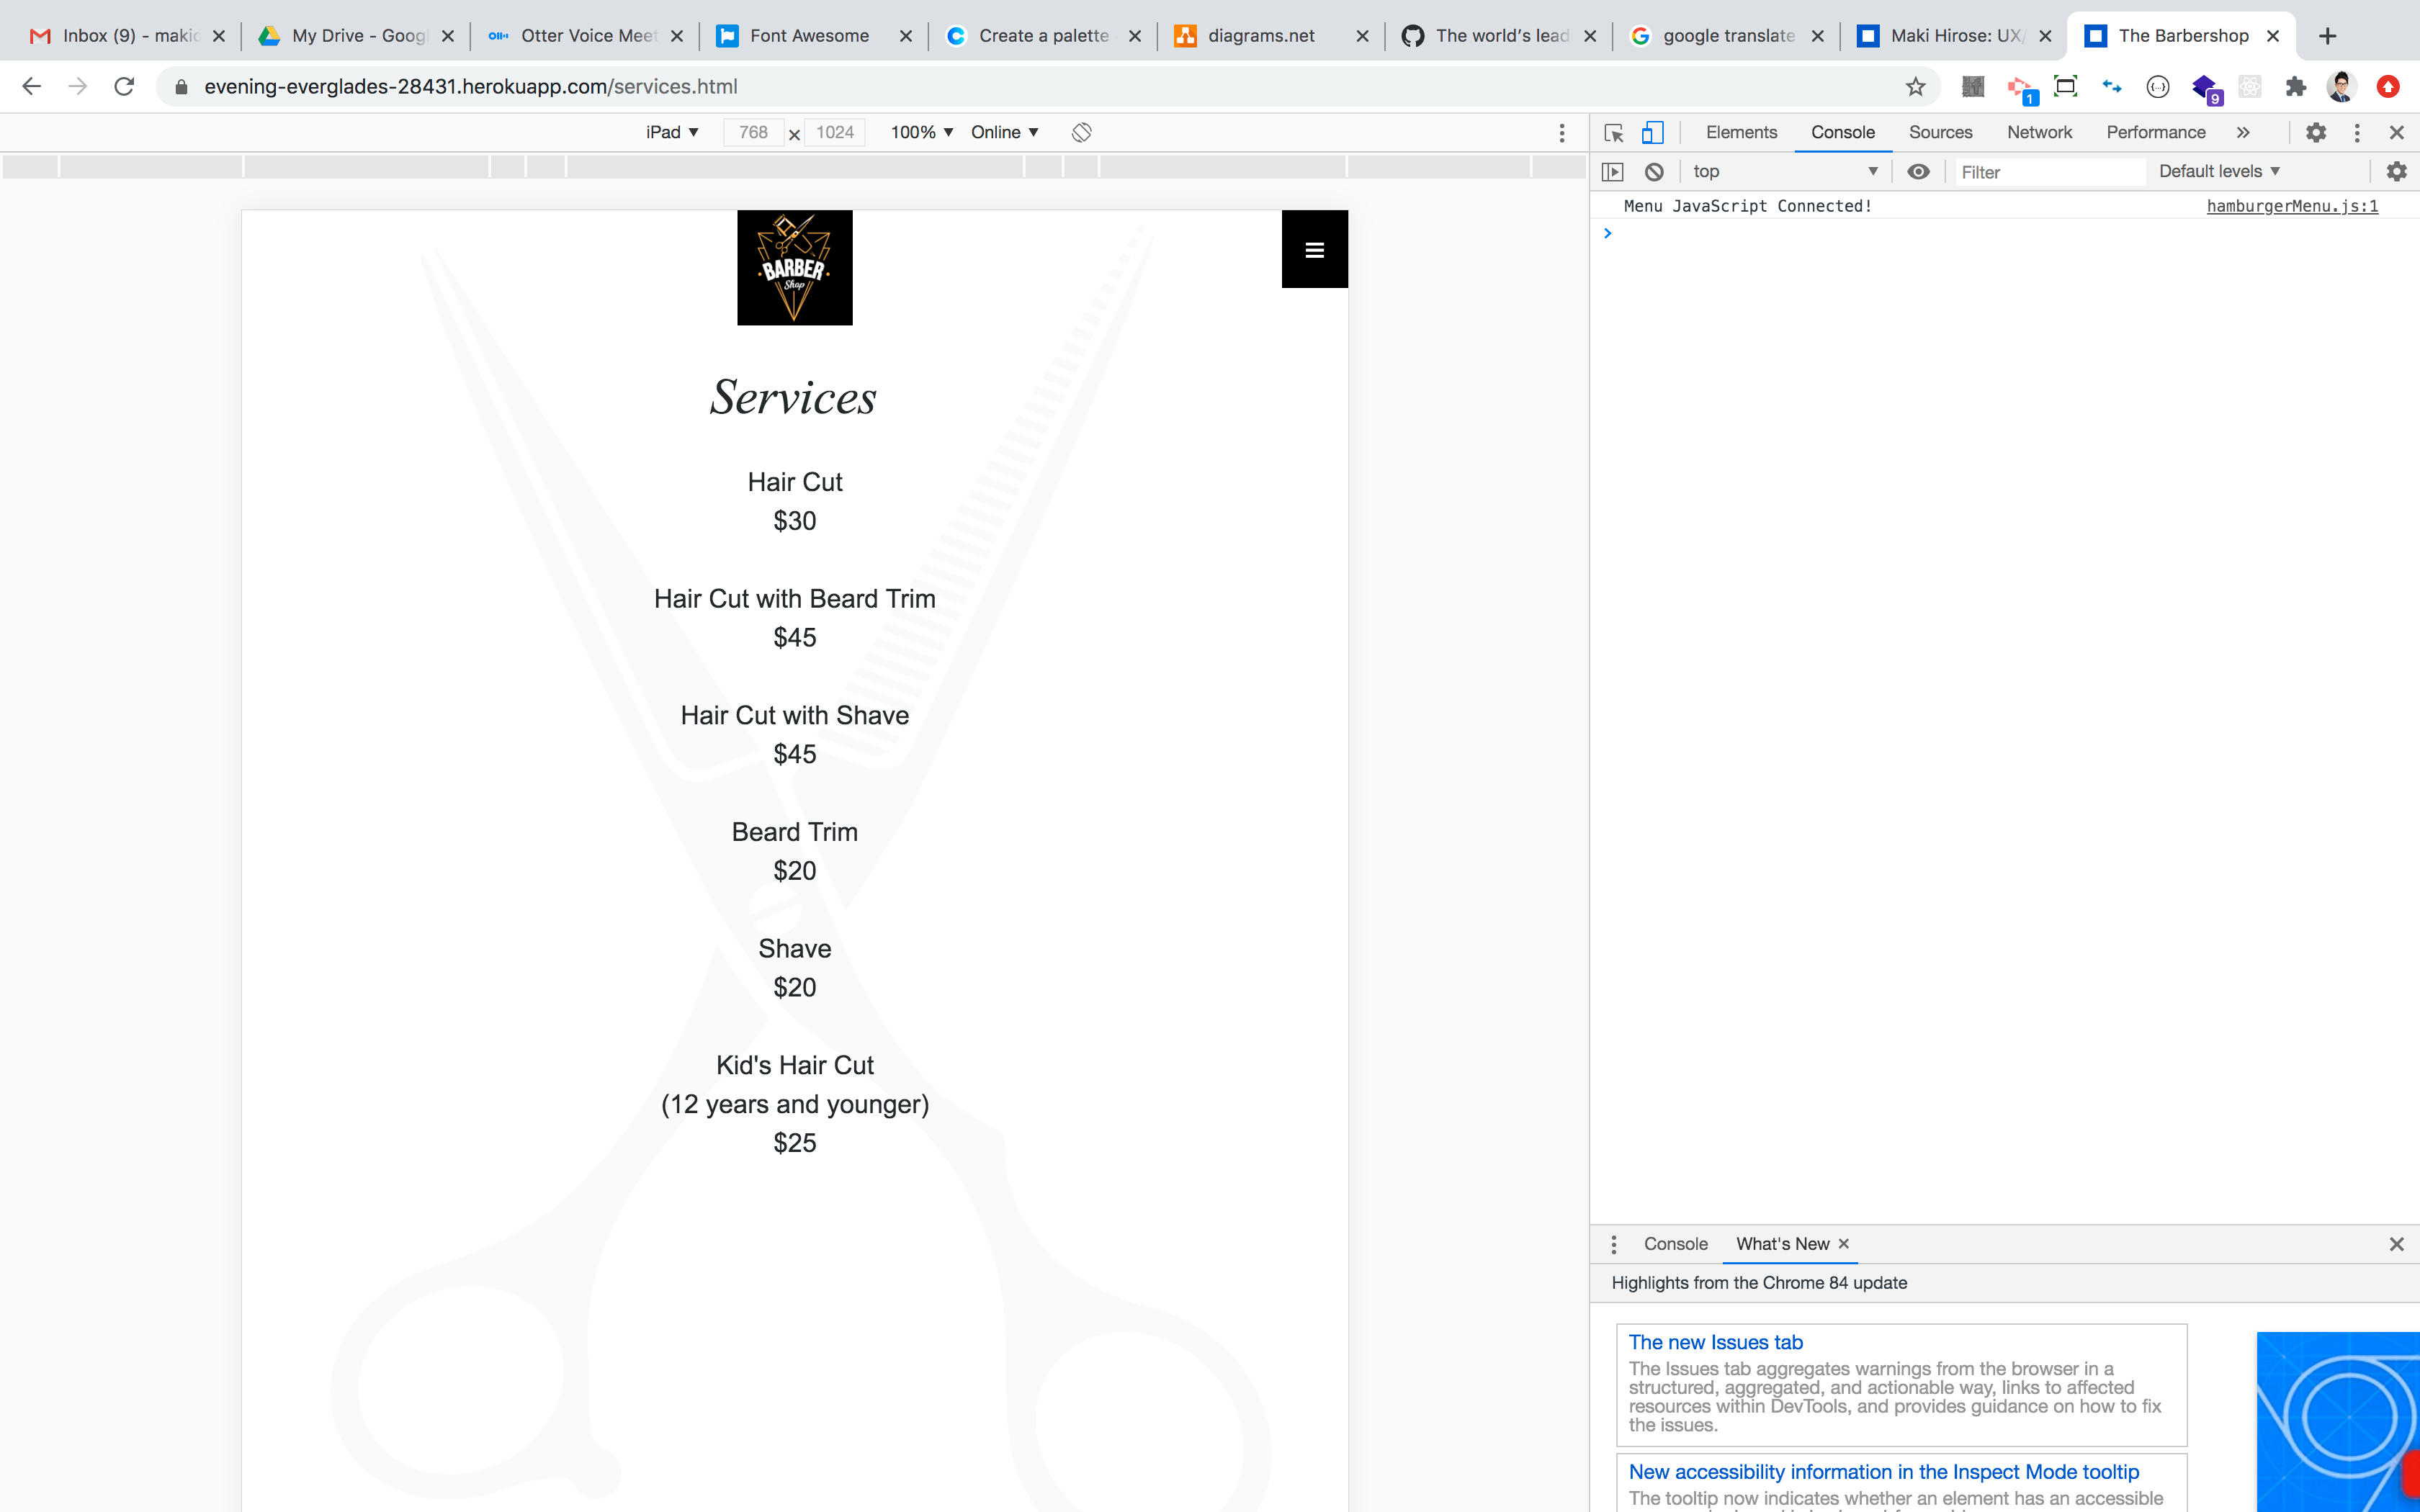 Inbox (9) - makic
My Drive - Googl
Otter Voice Meet
Font Awesome
Create a palette
diagrams.net
The world's lead
google translate
Maki Hirose: UX/
The Barbershop
evening-everglades-28431.herokuapp.com/services.html
1
9
iPad 768 × 1024 100% Online
Elements Console Sources Network Performance »
top Filter Default levels
Menu JavaScript Connected! hamburgerMenu.js:1
BARBER
Shop
Services
Hair Cut
$30
Hair Cut with Beard Trim
$45
Hair Cut with Shave
$45
Beard Trim
$20
Shave
$20
Kid's Hair Cut
(12 years and younger)
$25
Console What's New
Highlights from the Chrome 84 update
The new Issues tab
The Issues tab aggregates warnings from the browser in a
structured, aggregated, and actionable way, links to affected
resources within DevTools, and provides guidance on how to fix
the issues.
New accessibility information in the Inspect Mode tooltip
The tooltip now indicates whether an element has an accessible